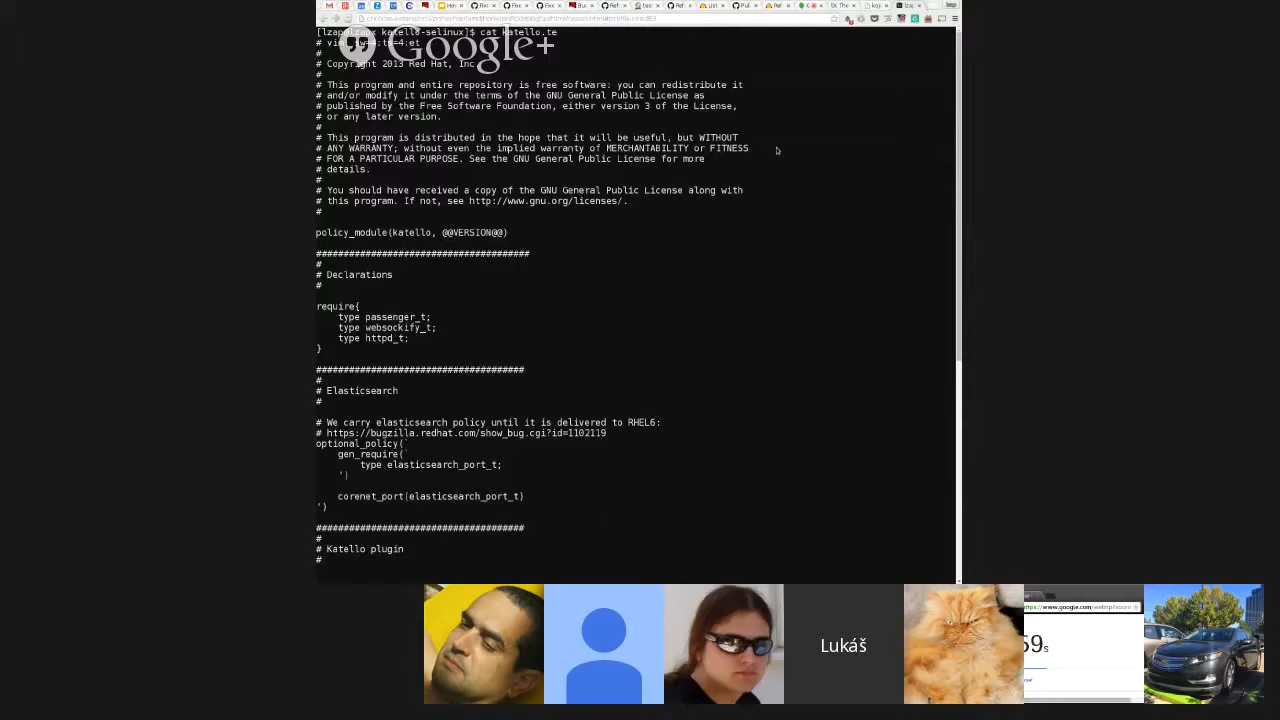 [lzap@lzapx katello-selinux]$ cat katello.te
# vim: sw=4:ts=4:et
Google+
#
# Copyright 2013 Red Hat, Inc.
#
# This program and entire repository is free software: you can redistribute it
# and/or modify it under the terms of the GNU General Public License as
# published by the Free Software Foundation, either version 3 of the License,
# or any later version.
#
# This program is distributed in the hope that it will be useful, but WITHOUT
# ANY WARRANTY; without even the implied warranty of MERCHANTABILITY or FITNESS
# FOR A PARTICULAR PURPOSE. See the GNU General Public License for more
# details.
#
# You should have received a copy of the GNU General Public License along with
# this program. If not, see http://www.gnu.org/licenses/.
#
policy_module(katello, @@VERSION@@)
########################################
#
# Declarations
#
require{
type passenger_t;
type websockify_t;
type httpd_t;
}
#######################################
#
# Elasticsearch
#
# We carry elasticsearch policy until it is delivered to RHEL6:
# https://bugzilla.redhat.com/show_bug.cgi?id=1102119
optional_policy(`
gen_require(`
type elasticsearch_port_t;
')
corenet_port(elasticsearch_port_t)
')
#######################################
#
# Katello plugin
#
Lukáš
59s